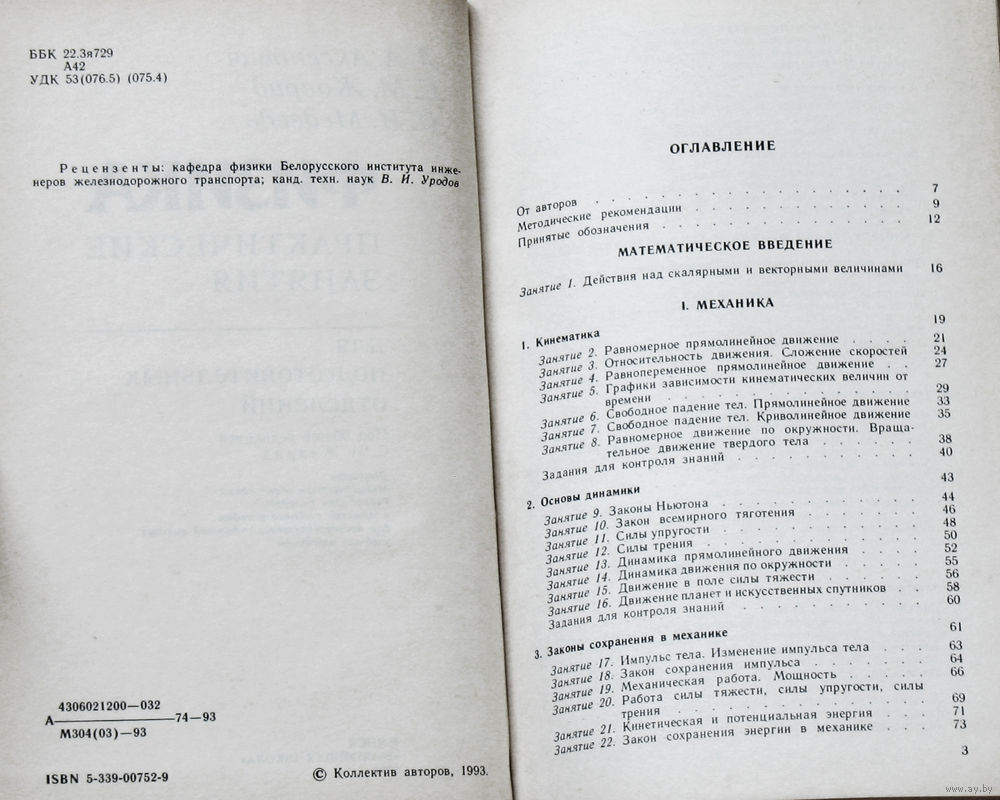 ББК 22.3я729
А42
УДК 53(076.5) (075.4)
Рецензенты: кафедра физики Белорусского института инже-
неров железнодорожного транспорта; канд. техн. наук В. И. Уродов
4306021200—032
А—————74—93
М304(03)—93
ISBN 5-339-00752-9
© Коллектив авторов, 1993.
ОГЛАВЛЕНИЕ
От авторов . . . . . . . . . . . . . . . 7
Методические рекомендации . . . . . . . . . . . 9
Принятые обозначения . . . . . . . . . . . . 12
МАТЕМАТИЧЕСКОЕ ВВЕДЕНИЕ
Занятие 1. Действия над скалярными и векторными величинами 16
I. МЕХАНИКА
1. Кинематика 19
Занятие 2. Равномерное прямолинейное движение . . . . 21
Занятие 3. Относительность движения. Сложение скоростей 24
Занятие 4. Равнопеременное прямолинейное движение . . 27
Занятие 5. Графики зависимости кинематических величин от
времени . . . . . . . . . . . . 29
Занятие 6. Свободное падение тел. Прямолинейное движение 33
Занятие 7. Свободное падение тел. Криволинейное движение 35
Занятие 8. Равномерное движение по окружности. Враща-
тельное движение твердого тела . . . . . . 38
Задания для контроля знаний . . . . . . . . . . 40
2. Основы динамики 43
Занятие 9. Законы Ньютона . . . . . . . . . . 44
Занятие 10. Закон всемирного тяготения . . . . . . 46
Занятие 11. Силы упругости . . . . . . . . . . 48
Занятие 12. Силы трения . . . . . . . . . . . 50
Занятие 13. Динамика прямолинейного движения . . . . 52
Занятие 14. Динамика движения по окружности . . . . . 55
Занятие 15. Движение в поле силы тяжести . . . . . . 56
Занятие 16. Движение планет и искусственных спутников . . 58
Задания для контроля знаний . . . . . . . . . . 60
3. Законы сохранения в механике 61
Занятие 17. Импульс тела. Изменение импульса тела . . . 63
Занятие 18. Закон сохранения импульса . . . . . . . 64
Занятие 19. Механическая работа. Мощность . . . . . 66
Занятие 20. Работа силы тяжести, силы упругости, силы
трения . . . . . . . . . . . . 69
Занятие 21. Кинетическая и потенциальная энергия . . . 71
Занятие 22. Закон сохранения энергии в механике . . . 73
3
www.ay.by